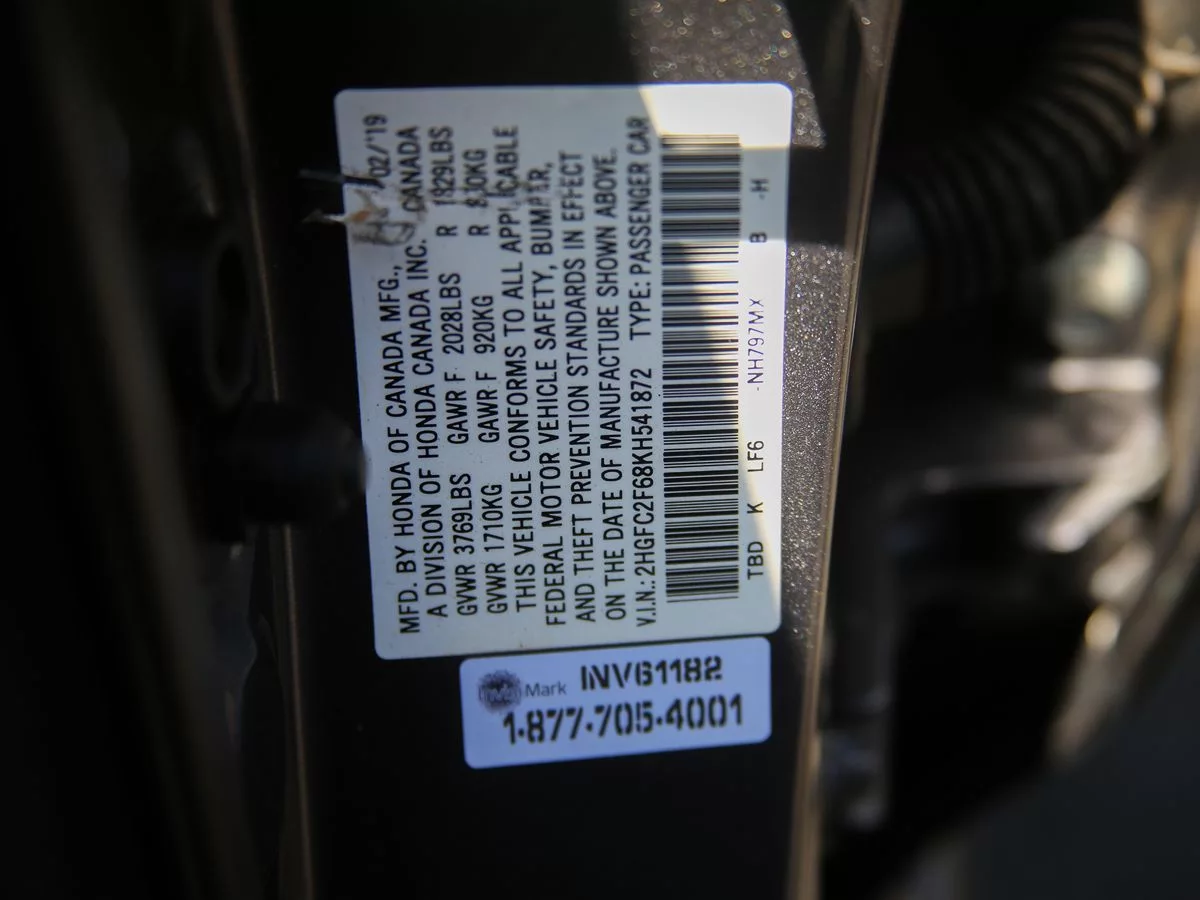 MFD. BY HONDA OF CANADA MFG., 02/'19
A DIVISION OF HONDA CANADA INC. CANADA
GVWR 3769LBS GAWR F 2028LBS R 1829LBS
GVWR 1710KG GAWR F 920KG R 830KG
THIS VEHICLE CONFORMS TO ALL APPLICABLE
FEDERAL MOTOR VEHICLE SAFETY, BUMPER,
AND THEFT PREVENTION STANDARDS IN EFFECT
ON THE DATE OF MANUFACTURE SHOWN ABOVE.
V.I.N.: 2HGFC2F68KH541872 TYPE: PASSENGER CAR
TBD K LF6 -NH797MX B -H
Mark INV61182
1-877-705-4001